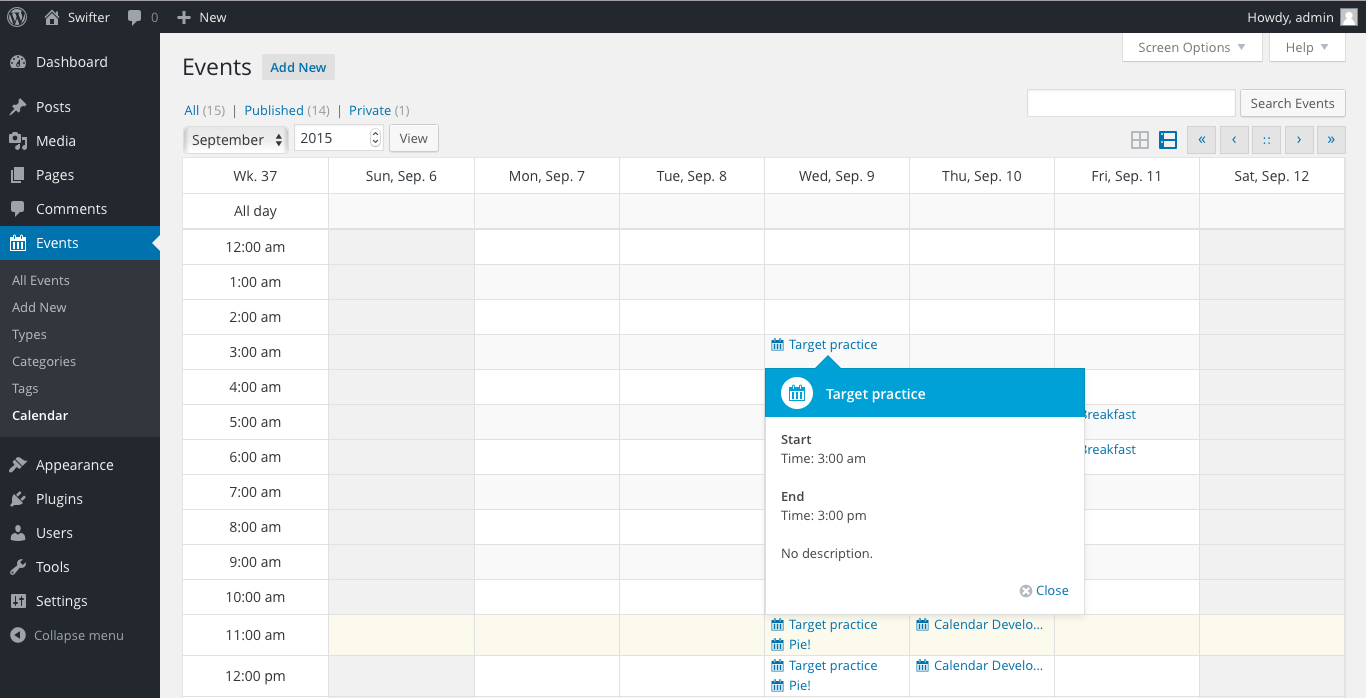 Swifter 0 New Howdy, admin
Dashboard
Posts
Media
Pages
Comments
Events
All Events
Add New
Types
Categories
Tags
Calendar
Appearance
Plugins
Users
Tools
Settings
Collapse menu
Screen Options Help
Events Add New
All (15) | Published (14) | Private (1)
Search Events
September 2015 View
« ‹ :: › »
Wk. 37 Sun, Sep. 6 Mon, Sep. 7 Tue, Sep. 8 Wed, Sep. 9 Thu, Sep. 10 Fri, Sep. 11 Sat, Sep. 12
All day
12:00 am
1:00 am
2:00 am
3:00 am Target practice
4:00 am
5:00 am Breakfast
6:00 am Breakfast
7:00 am
8:00 am
9:00 am
10:00 am
Target practice
Start
Time: 3:00 am
End
Time: 3:00 pm
No description.
Close
11:00 am Target practice Calendar Develo...
Pie!
12:00 pm Target practice Calendar Develo...
Pie!